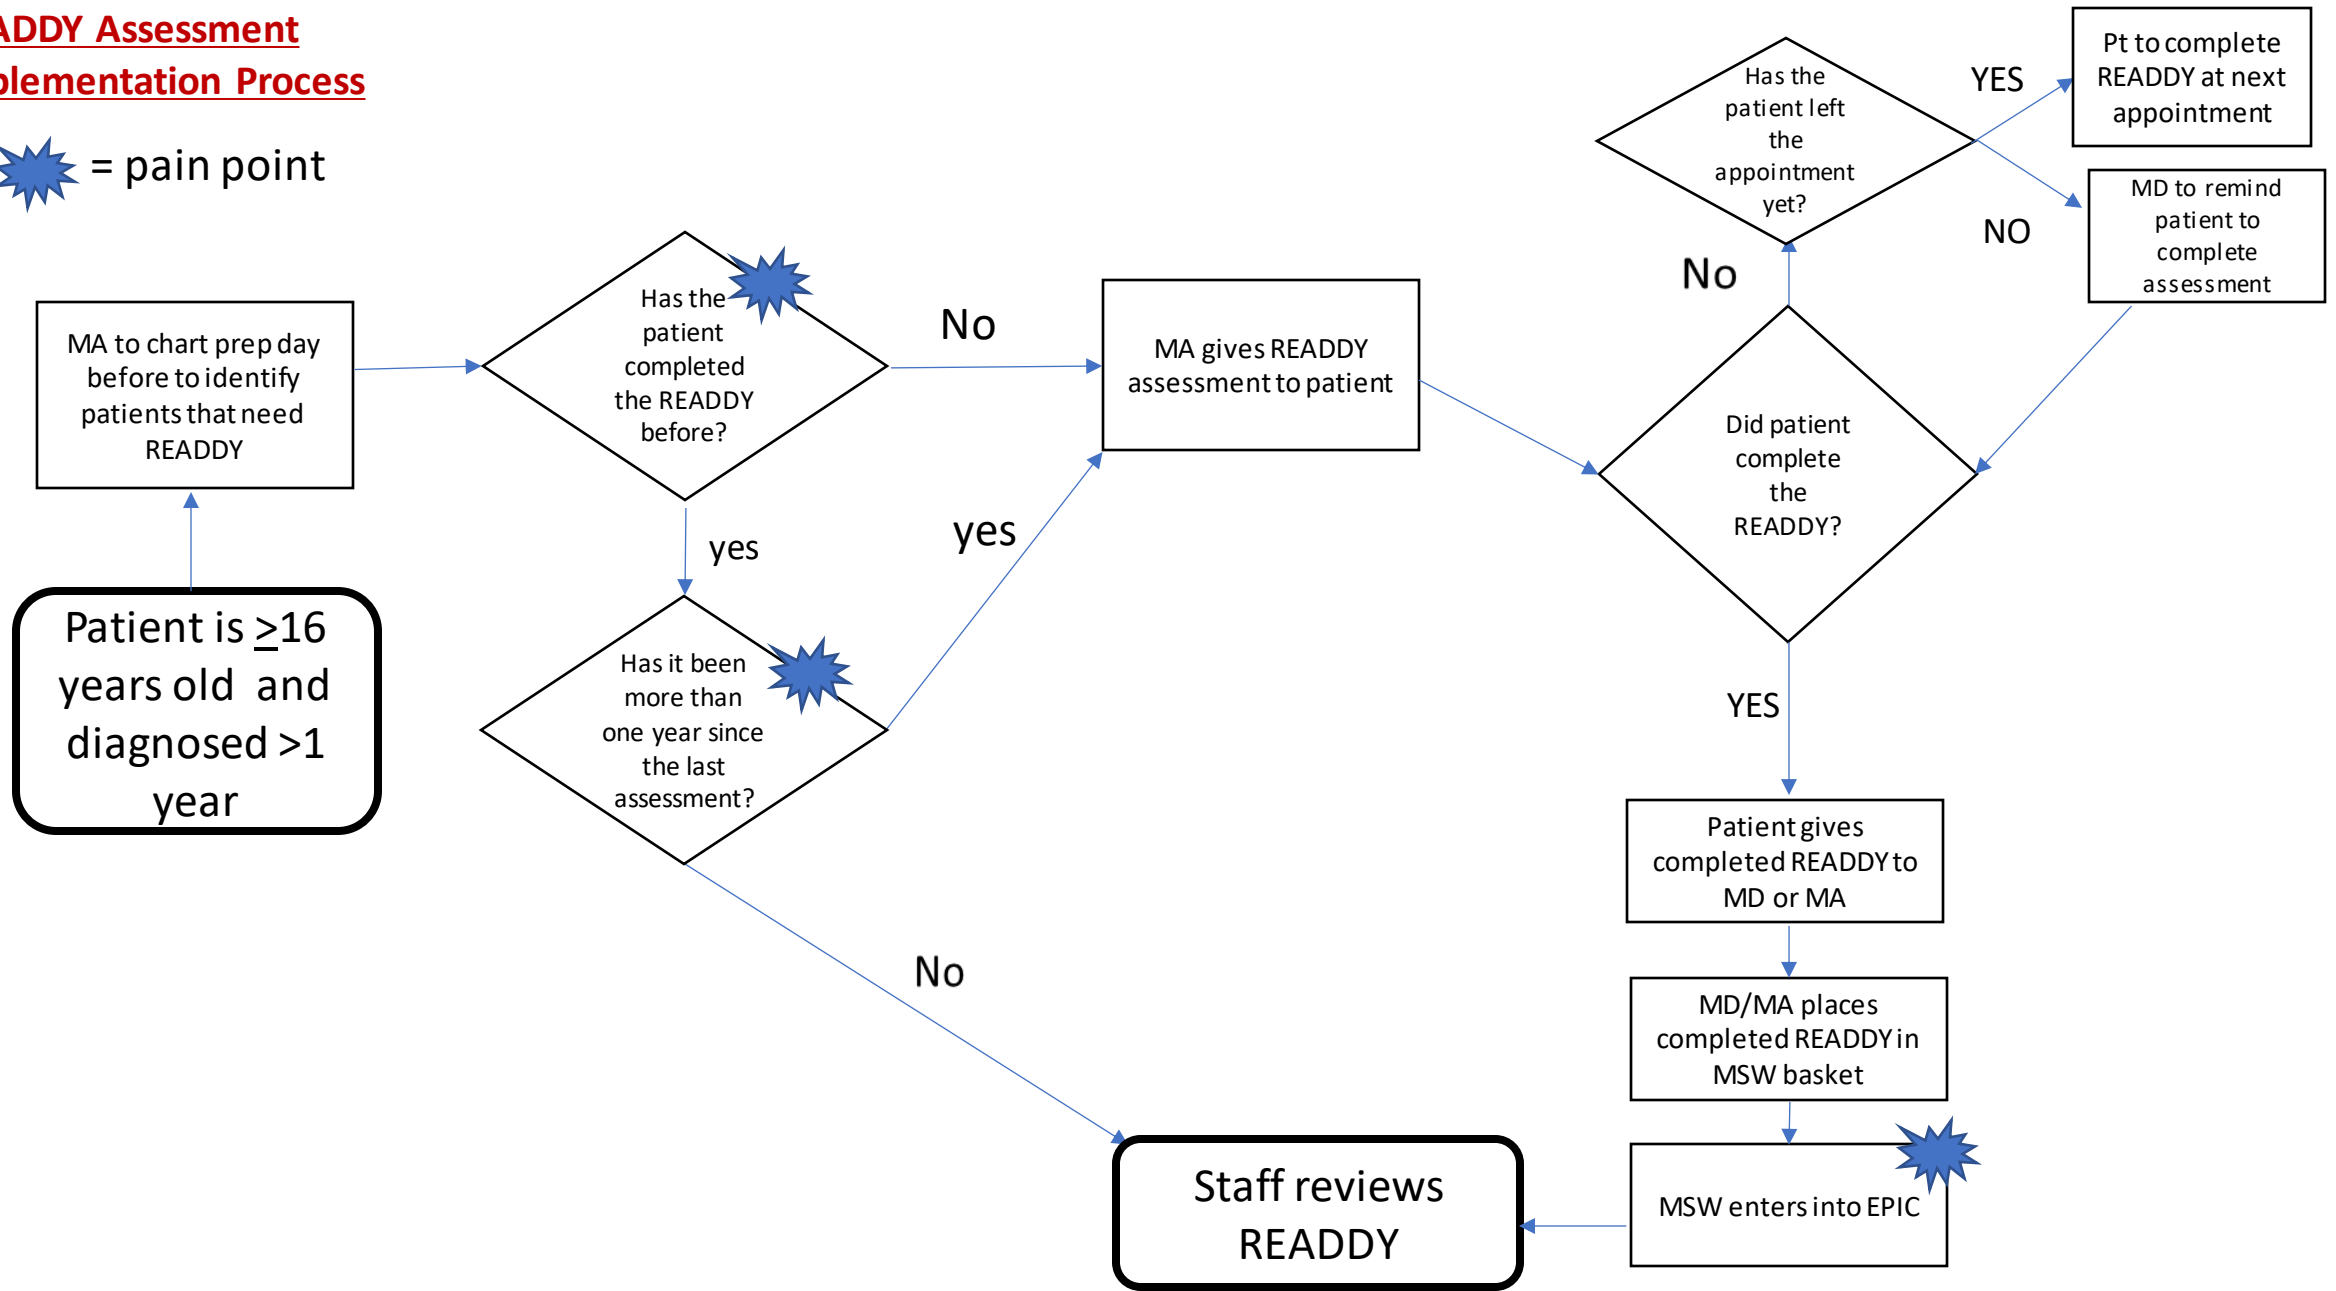 ADDY Assessment
plementation Process
= pain point
MA to chart prep day
before to identify
patients that need
READDY
Patient is >16
years old and
diagnosed >1
year
Has the
patient
completed
the READDY
before?
No
yes
Has it been
more than
one year since
the last
assessment?
yes
No
MA gives READDY
assessment to patient
Did patient
complete
the
READDY?
No
Has the
patient left
the
appointment
yet?
YES
Pt to complete
READDY at next
appointment
NO
MD to remind
patient to
complete
assessment
YES
Patient gives
completed READDY to
MD or MA
MD/MA places
completed READDY in
MSW basket
MSW enters into EPIC
Staff reviews
READDY